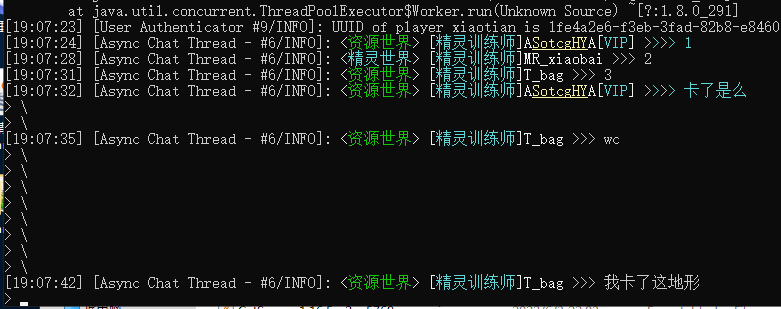 at java.util.concurrent.ThreadPoolExecutor$Worker.run(Unknown Source) ~[?:1.8.0_291]
[19:07:23] [User Authenticator #9/INFO]: UUID of player xiaotian is 1fe4a2e6-f3eb-3fad-82b8-e8460
[19:07:24] [Async Chat Thread - #6/INFO]: <资源世界> [精灵训练师]ASotcgHYA[VIP] >>>> 1
[19:07:28] [Async Chat Thread - #6/INFO]: <精灵世界> [精灵训练师]MR_xiaobai >>> 2
[19:07:31] [Async Chat Thread - #6/INFO]: <资源世界> [精灵训练师]T_bag >>> 3
[19:07:32] [Async Chat Thread - #6/INFO]: <资源世界> [精灵训练师]ASotcgHYA[VIP] >>>> 卡了是么
> \
> \
[19:07:35] [Async Chat Thread - #6/INFO]: <资源世界> [精灵训练师]T_bag >>> wc
> \
> \
> \
> \
> \
> \
> \
> \
[19:07:42] [Async Chat Thread - #6/INFO]: <资源世界> [精灵训练师]T_bag >>> 我卡了这地形
>